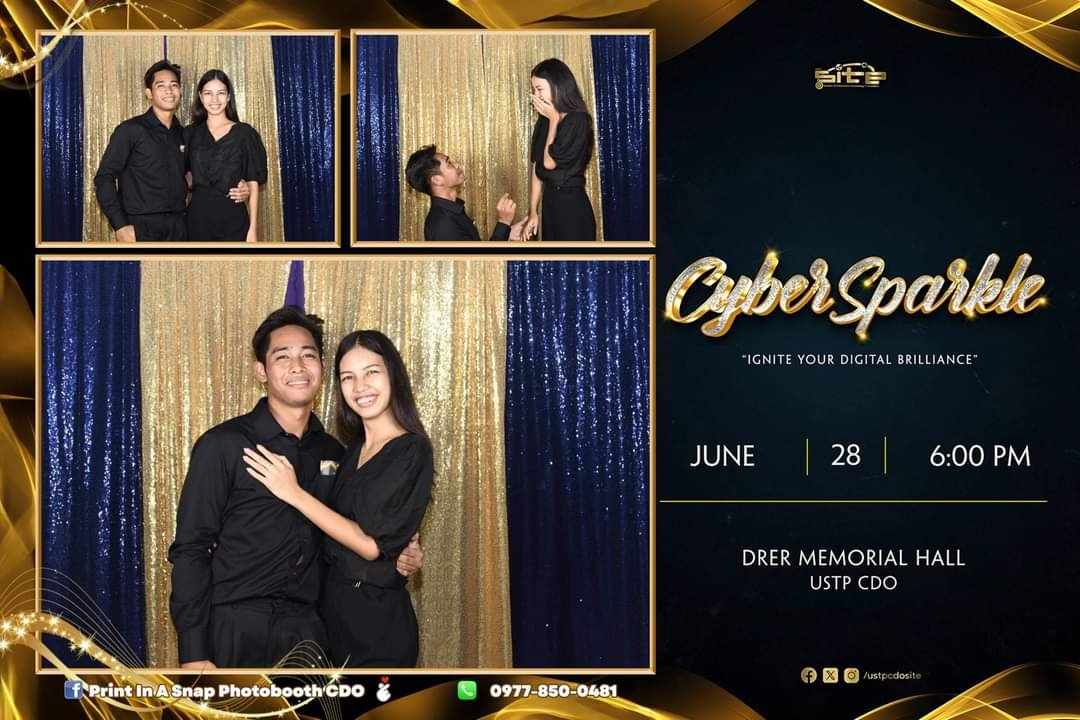 SITE
CyberSparkle
"IGNITE YOUR DIGITAL BRILLIANCE"
JUNE | 28 | 6:00 PM
DRER MEMORIAL HALL
USTP CDO
/ustpcdosite
Print In A Snap Photobooth CDO
0977-850-0481